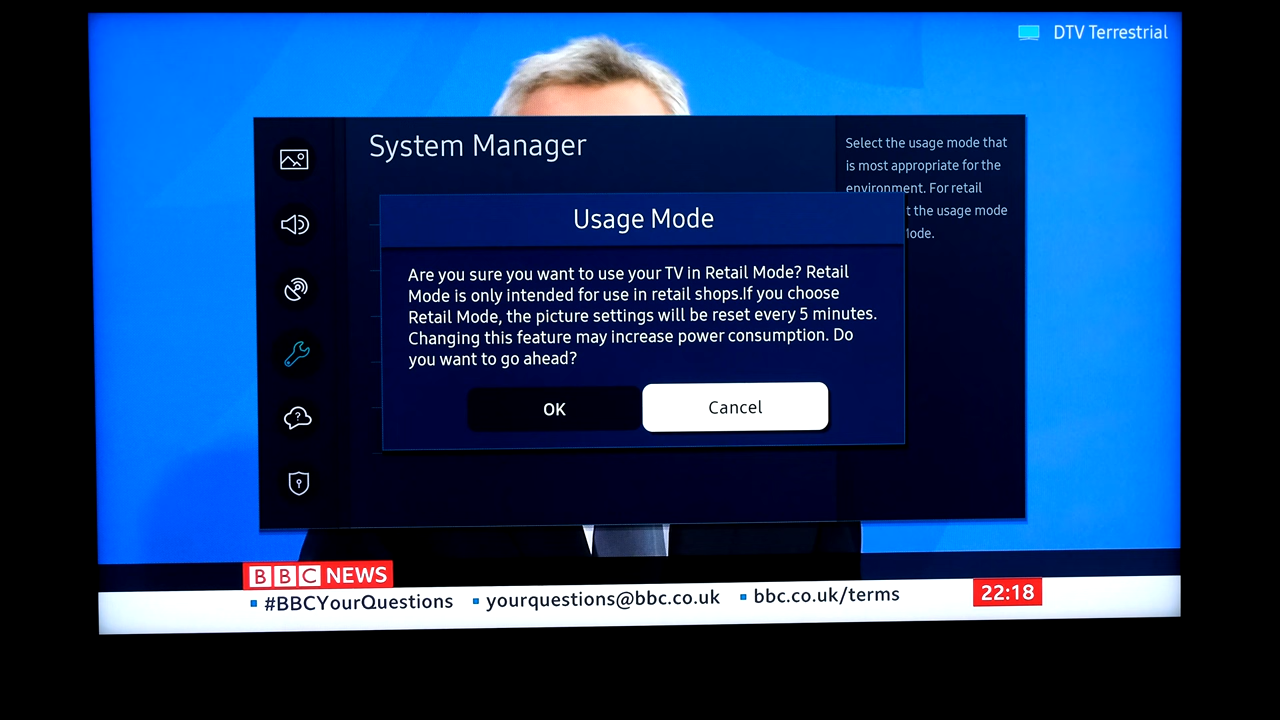 DTV Terrestrial
System Manager
Select the usage mode that
is most appropriate for the
environment. For retail
the usage mode
Usage Mode
Are you sure you want to use your TV in Retail Mode? Retail
Mode is only intended for use in retail shops.If you choose
Retail Mode, the picture settings will be reset every 5 minutes.
Changing this feature may increase power consumption. Do
you want to go ahead?
OK
Cancel
BBC NEWS
#BBCYourQuestions
yourquestions@bbc.co.uk
bbc.co.uk/terms
22:18